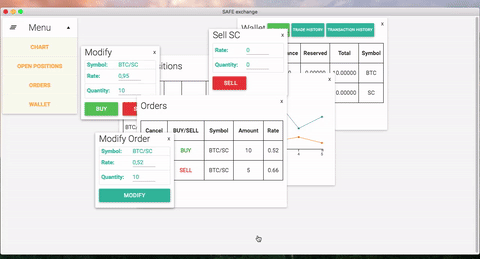 SAFE exchange
Menu
CHART
OPEN POSITIONS
ORDERS
WALLET
Modify
x
Symbol: BTC/SC
Rate: 0,95
Quantity: 10
BUY
Sell SC
x
Rate: 0
Quantity: 0
SELL
Wallet
x
TRADE HISTORY
TRANSACTION HISTORY
Reserved Total Symbol
0.00000 10.00000 BTC
0.00000 SC
Orders
x
Cancel BUY/SELL Symbol Amount Rate
BUY BTC/SC 10 0.52
SELL BTC/SC 5 0.66
Modify Order
x
Symbol: BTC/SC
Rate: 0,52
Quantity: 10
MODIFY